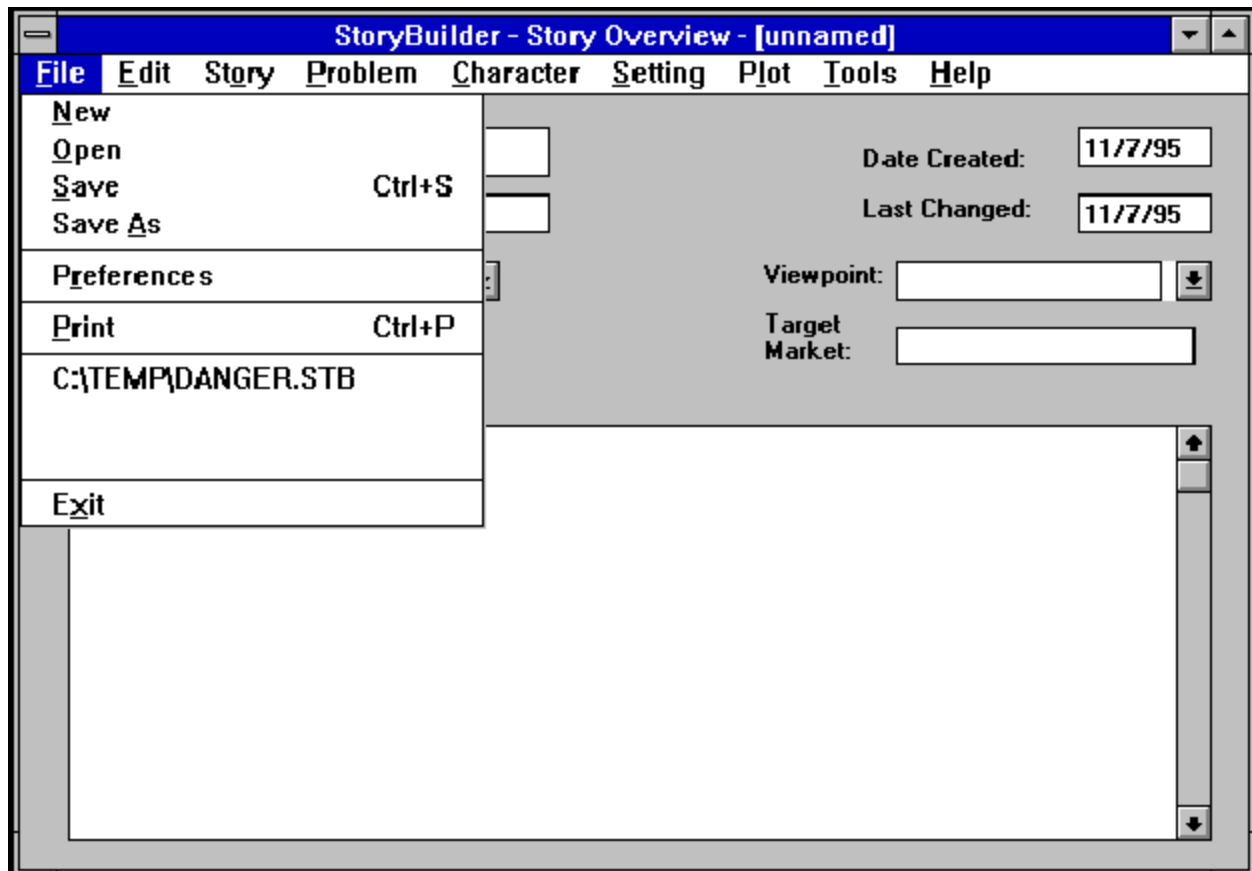 StoryBuilder - Story Overview - [unnamed]
File Edit Story Problem Character Setting Plot Tools Help
New
Open
Save Ctrl+S
Save As
Preferences
Print Ctrl+P
C:\TEMP\DANGER.STB
Exit
Date Created: 11/7/95
Last Changed: 11/7/95
Viewpoint:
Target
Market: